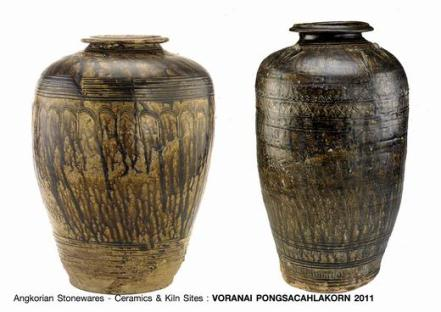 Angkorian Stonewares - Ceramics & Kiln Sites : VORANAI PONGSACAHLAKORN 2011